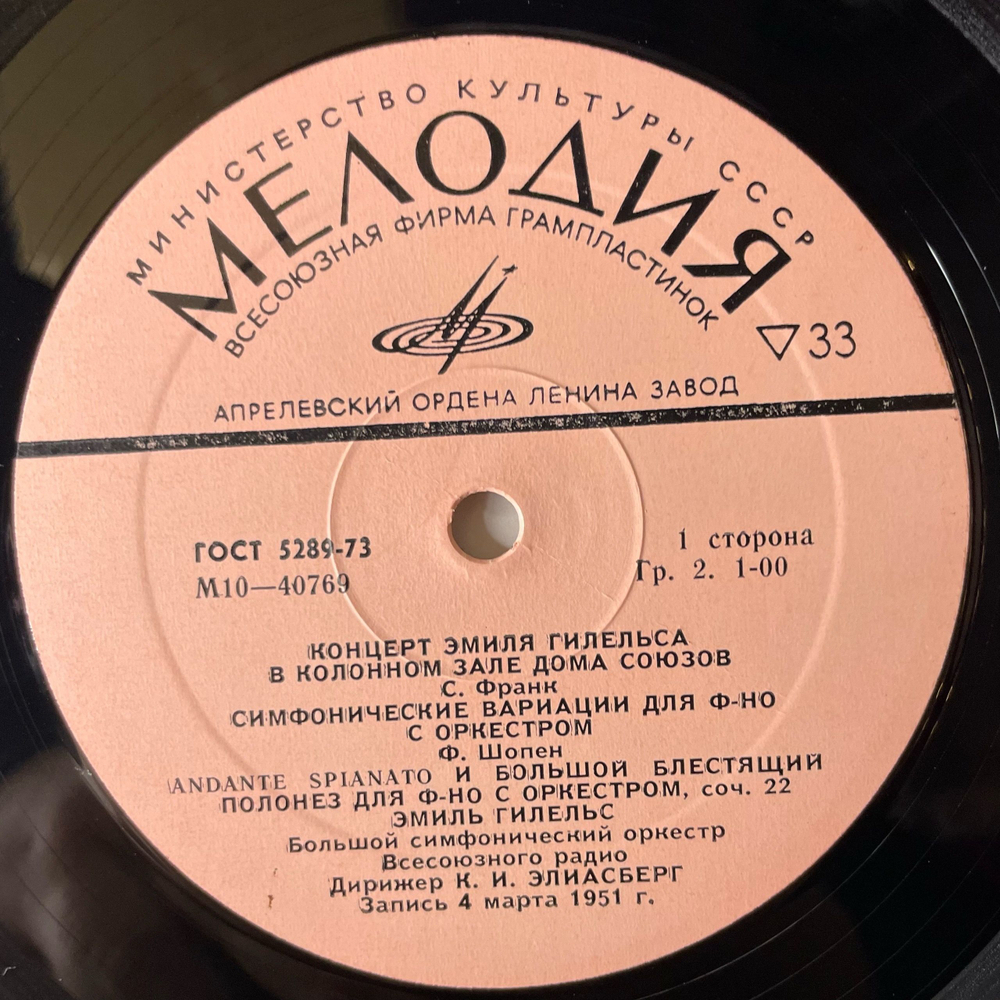 МИНИСТЕРСТВО КУЛЬТУРЫ СССР
МЕЛОДИЯ
ВСЕСОЮЗНАЯ ФИРМА ГРАМПЛАСТИНОК
▽33
АПРЕЛЕВСКИЙ ОРДЕНА ЛЕНИНА ЗАВОД
ГОСТ 5289-73
М10—40769
1 сторона
Гр. 2. 1-00
КОНЦЕРТ ЭМИЛЯ ГИЛЕЛЬСА
В КОЛОННОМ ЗАЛЕ ДОМА СОЮЗОВ
С. Франк
СИМФОНИЧЕСКИЕ ВАРИАЦИИ ДЛЯ Ф-НО
С ОРКЕСТРОМ
Ф. Шопен
ANDANTE SPIANATO И БОЛЬШОЙ БЛЕСТЯЩИЙ
ПОЛОНЕЗ ДЛЯ Ф-НО С ОРКЕСТРОМ, соч. 22
ЭМИЛЬ ГИЛЕЛЬС
Большой симфонический оркестр
Всесоюзного радио
Дирижер К. И. ЭЛИАСБЕРГ
Запись 4 марта 1951 г.